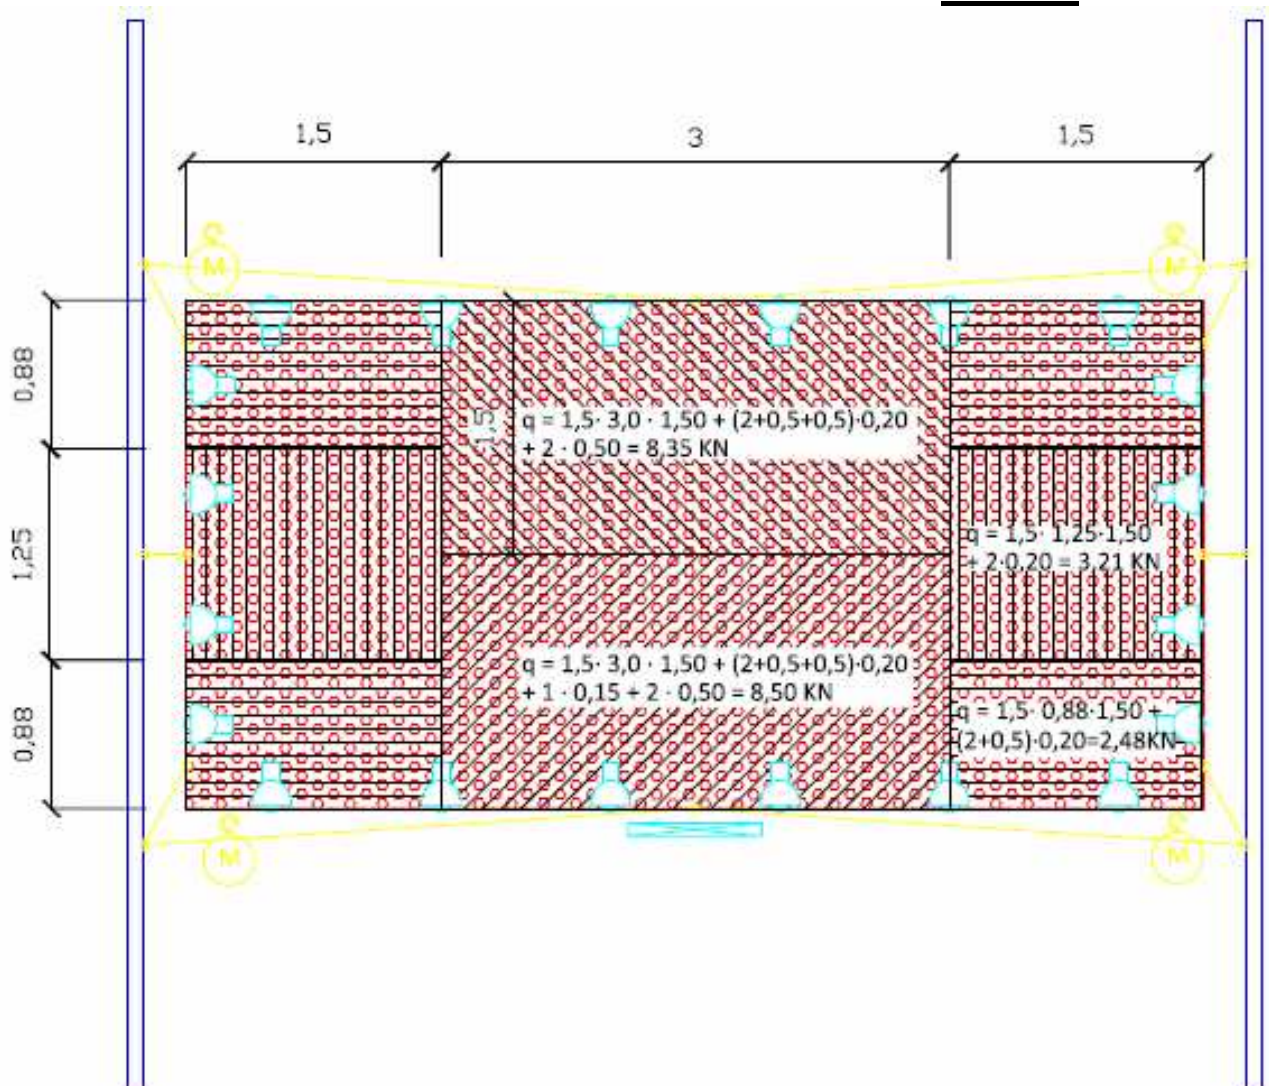 1,5 3 1,5
M M
0,88
1,5
q = 1,5· 3,0 · 1,50 + (2+0,5+0,5)·0,20
+ 2 · 0,50 = 8,35 KN
1,25
q = 1,5· 1,25·1,50
+ 2·0,20 = 3,21 KN
q = 1,5· 3,0 · 1,50 + (2+0,5+0,5)·0,20
+ 1 · 0,15 + 2 · 0,50 = 8,50 KN
0,88
q = 1,5· 0,88·1,50 +
(2+0,5)·0,20=2,48KN
M M